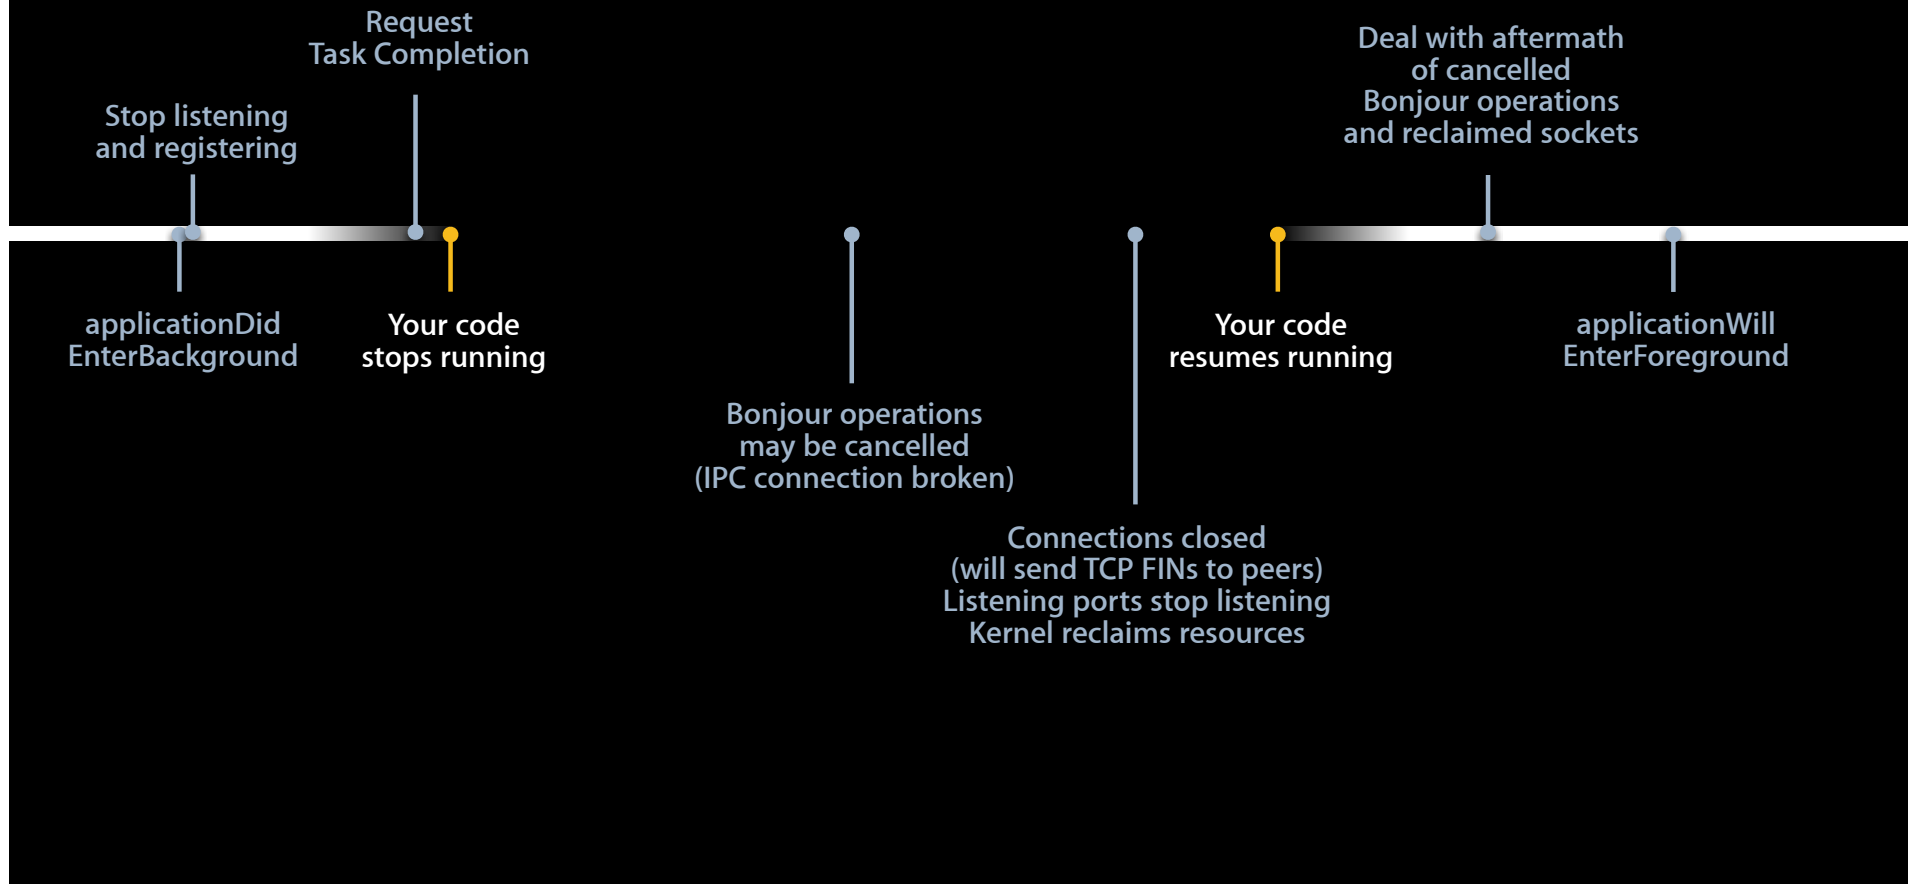 Request
Task Completion
Stop listening
and registering
Deal with aftermath
of cancelled
Bonjour operations
and reclaimed sockets
applicationDid
EnterBackground
Your code
stops running
Your code
resumes running
applicationWill
EnterForeground
Bonjour operations
may be cancelled
(IPC connection broken)
Connections closed
(will send TCP FINs to peers)
Listening ports stop listening
Kernel reclaims resources